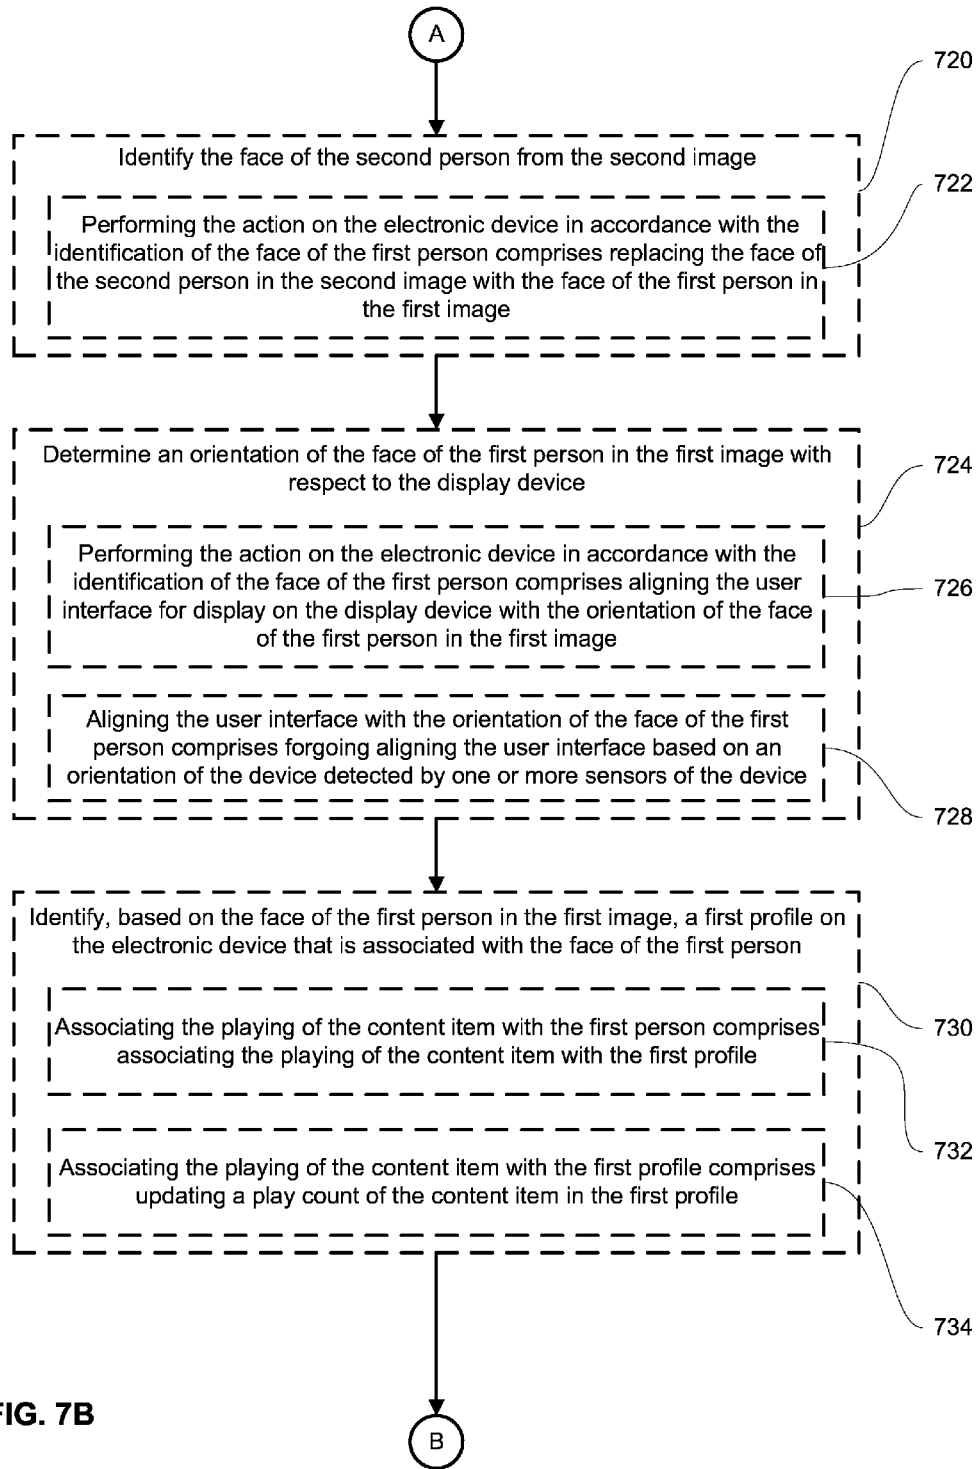 A
720
Identify the face of the second person from the second image
722
Performing the action on the electronic device in accordance with the
identification of the face of the first person comprises replacing the face of
the second person in the second image with the face of the first person in
the first image
Determine an orientation of the face of the first person in the first image with
respect to the display device
724
Performing the action on the electronic device in accordance with the
identification of the face of the first person comprises aligning the user
interface for display on the display device with the orientation of the face
of the first person in the first image
726
Aligning the user interface with the orientation of the face of the first
person comprises forgoing aligning the user interface based on an
orientation of the device detected by one or more sensors of the device
728
Identify, based on the face of the first person in the first image, a first profile on
the electronic device that is associated with the face of the first person
730
Associating the playing of the content item with the first person comprises
associating the playing of the content item with the first profile
732
Associating the playing of the content item with the first profile comprises
updating a play count of the content item in the first profile
734
FIG. 7B
B